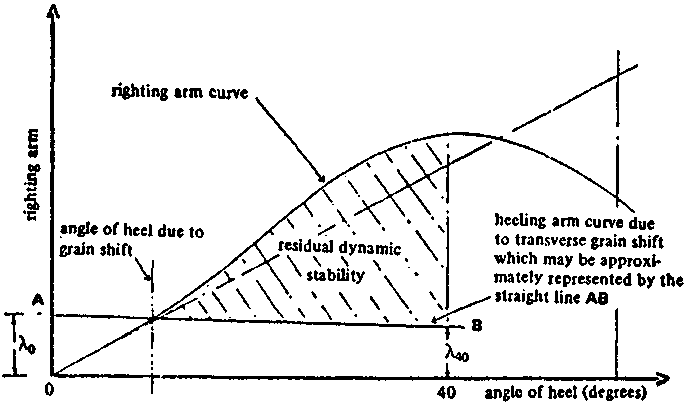 righting arm curve
righting arm
angle of heel due to
grain shift
residual dynamic
stability
heeling arm curve due
to transverse grain shift
which may be approxi-
mately represented by the
straight line AB
A
B
λ0
λ40
0
40
angle of heel (degrees)